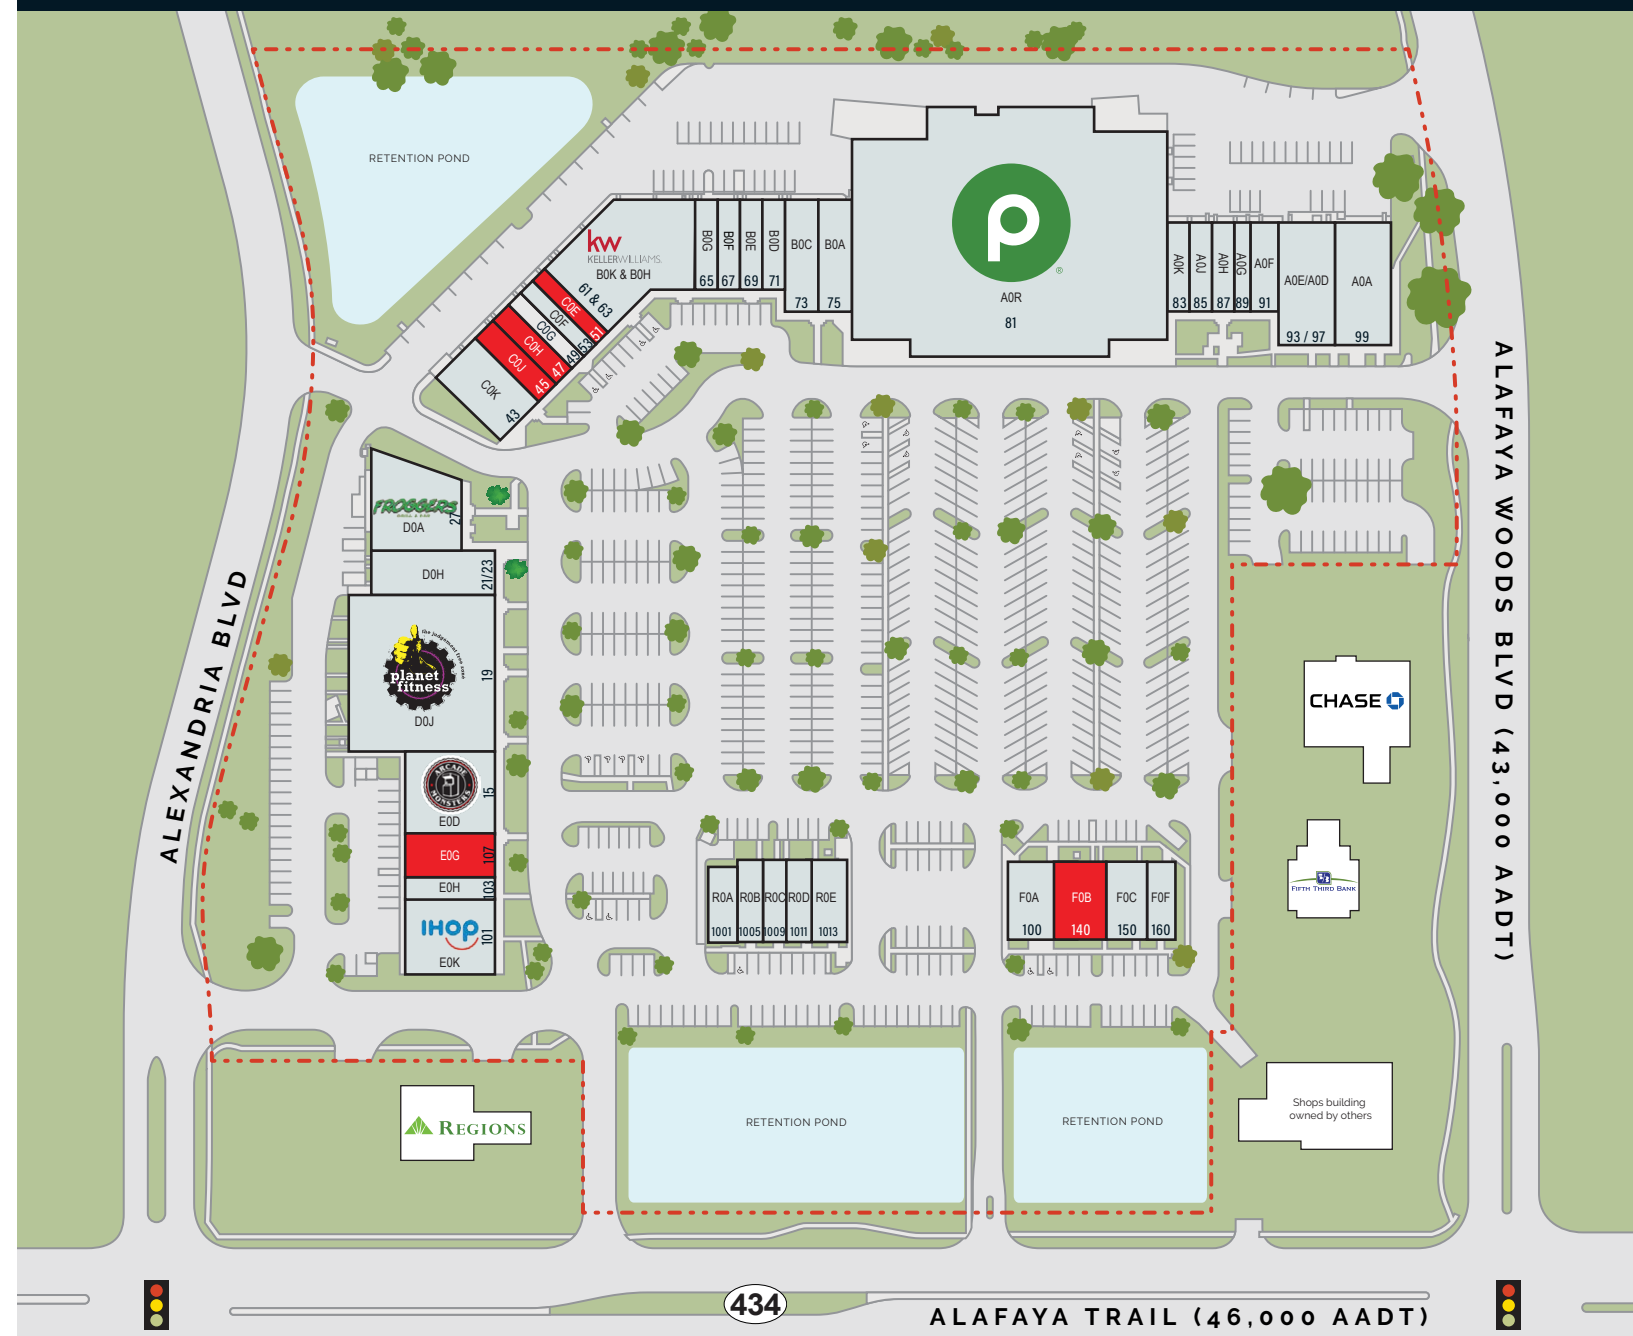 RETENTION POND
kw
KELLERWILLIAMS.
B0K & B0H
61 & 63
B0G
65
B0F
67
B0E
69
B0D
71
B0C
73
B0A
75
p
®
A0R
81
A0K
83
A0J
85
A0H
87
A0G
89
A0F
91
A0E/A0D
93 / 97
A0A
99
C0E
51
C0F
53
C0G
49
C0H
47
C0J
45
C0K
43
FROGGERS
GRILL & BAR
D0A
27
D0H
21/23
the judgement free zone
planet
fitness
D0J
19
ARCADE
MONSTERS
E0D
15
E0G
107
E0H
103
IHOP
E0K
101
R0A
1001
R0B
1005
R0C
1009
R0D
1011
R0E
1013
F0A
100
F0B
140
F0C
150
F0F
160
CHASE
FIFTH THIRD BANK
REGIONS
RETENTION POND
RETENTION POND
Shops building
owned by others
ALEXANDRIA BLVD
ALAFAYA WOODS BLVD (43,000 AADT)
434
ALAFAYA TRAIL (46,000 AADT)